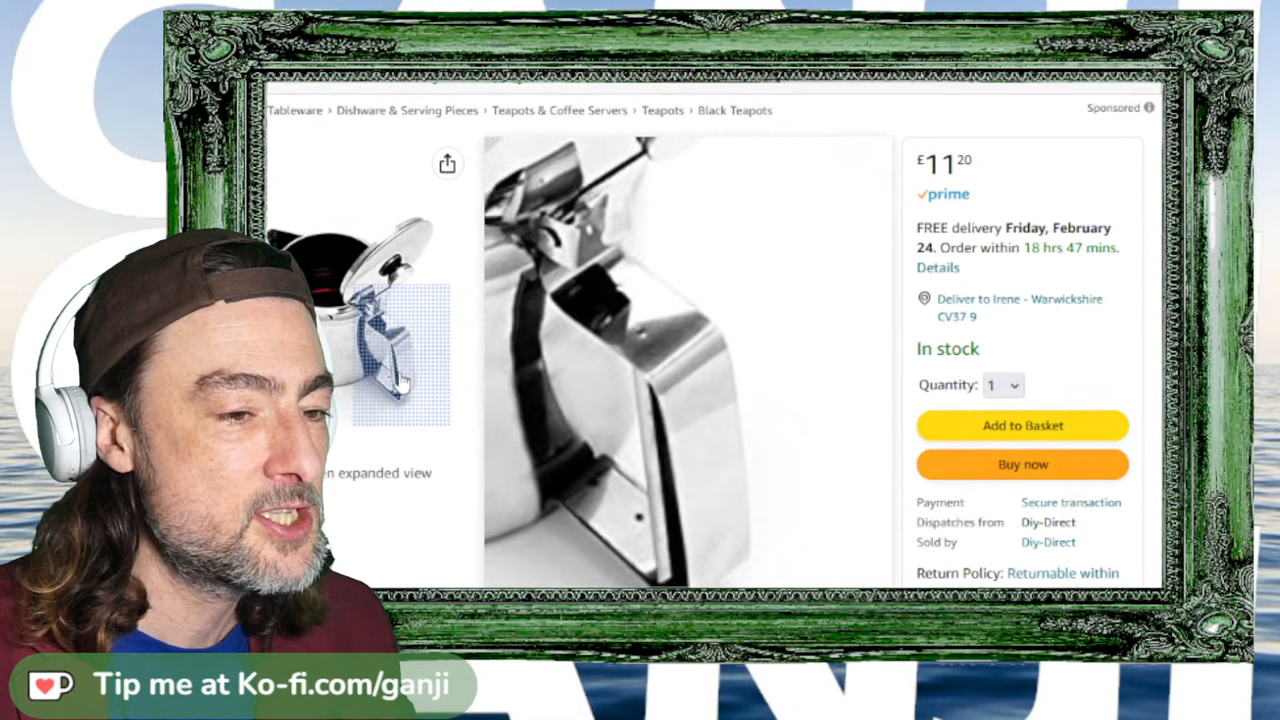 Tableware › Dishware & Serving Pieces › Teapots & Coffee Servers › Teapots › Black Teapots
Sponsored
£11 20
prime
FREE delivery Friday, February
24. Order within 18 hrs 47 mins.
Details
Deliver to Irene - Warwickshire
CV37 9
In stock
Quantity: 1
Add to Basket
Buy now
Payment Secure transaction
Dispatches from Diy-Direct
Sold by Diy-Direct
Return Policy: Returnable within
expanded view
Tip me at Ko-fi.com/ganji